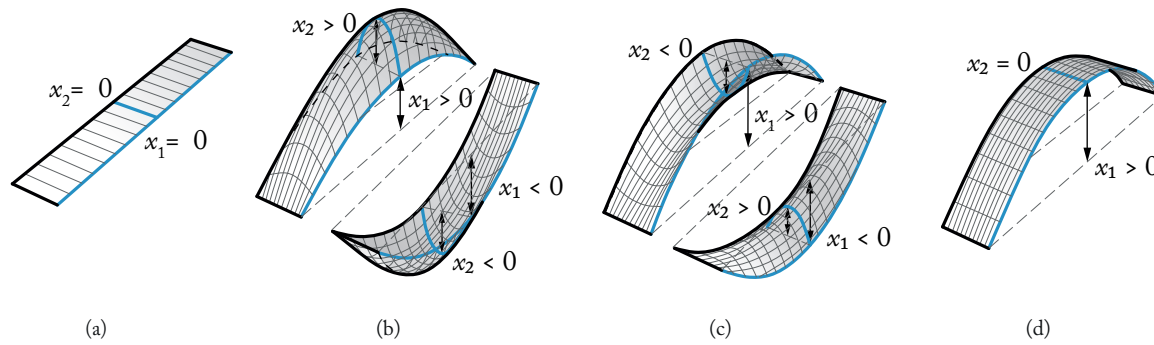 x₂= 0
x₁= 0
(a)
x₂ > 0
x₁ > 0
x₁ < 0
x₂ < 0
(b)
x₂ < 0
x₁ > 0
x₂ > 0
x₁ < 0
(c)
x₂ = 0
x₁ > 0
(d)